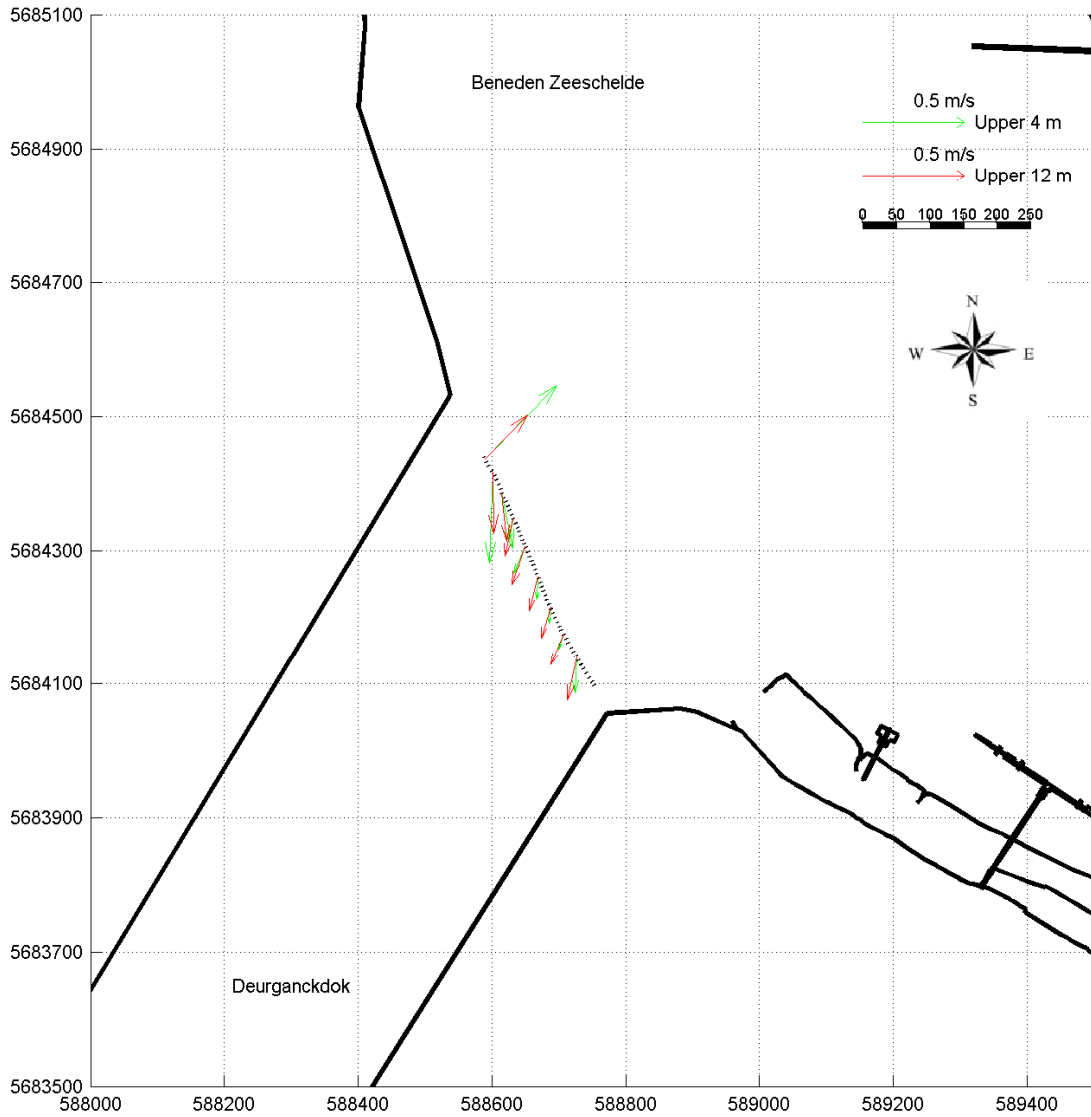 5685100
Beneden Zeeschelde
0.5 m/s
Upper 4 m
5684900
0.5 m/s
Upper 12 m
0 50 100 150 200 250
5684700
N
W E
S
5684500
5684300
5684100
5683900
5683700
Deurganckdok
5683500
588000 588200 588400 588600 588800 589000 589200 589400